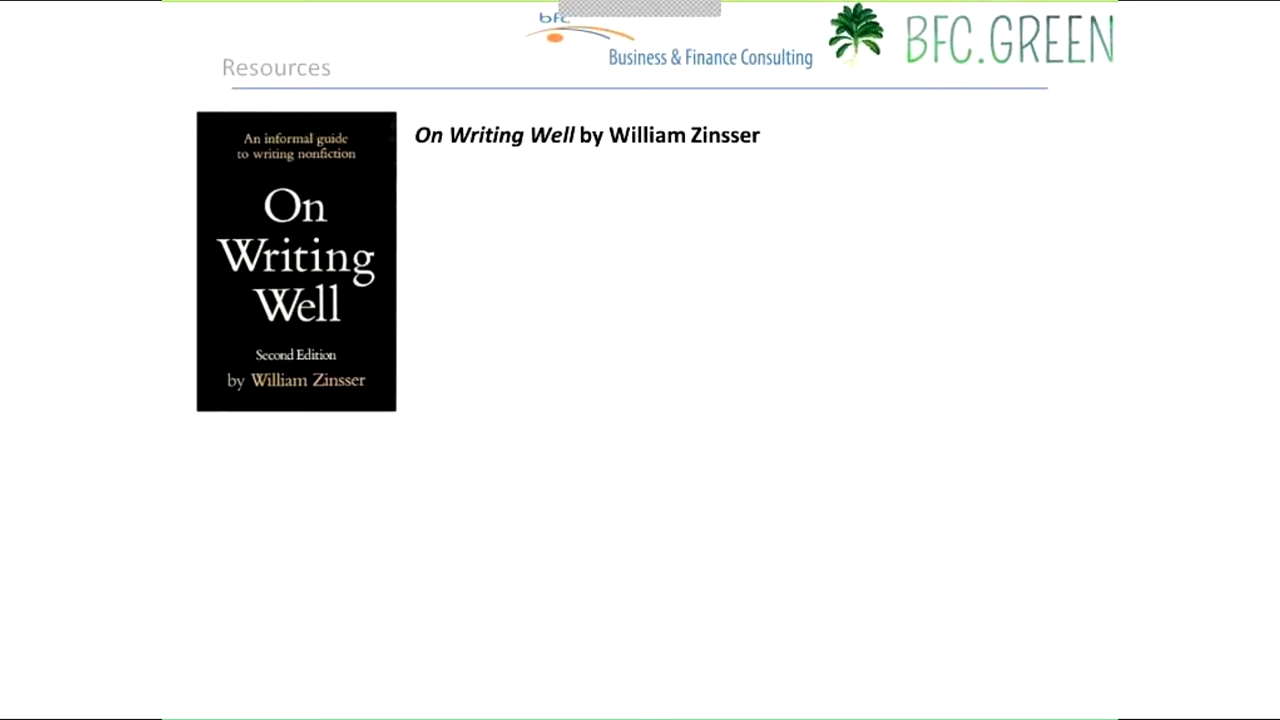 bfc
Business & Finance Consulting
BFC.GREEN
Resources
An informal guide
to writing nonfiction
On
Writing
Well
Second Edition
by William Zinsser
On Writing Well by William Zinsser